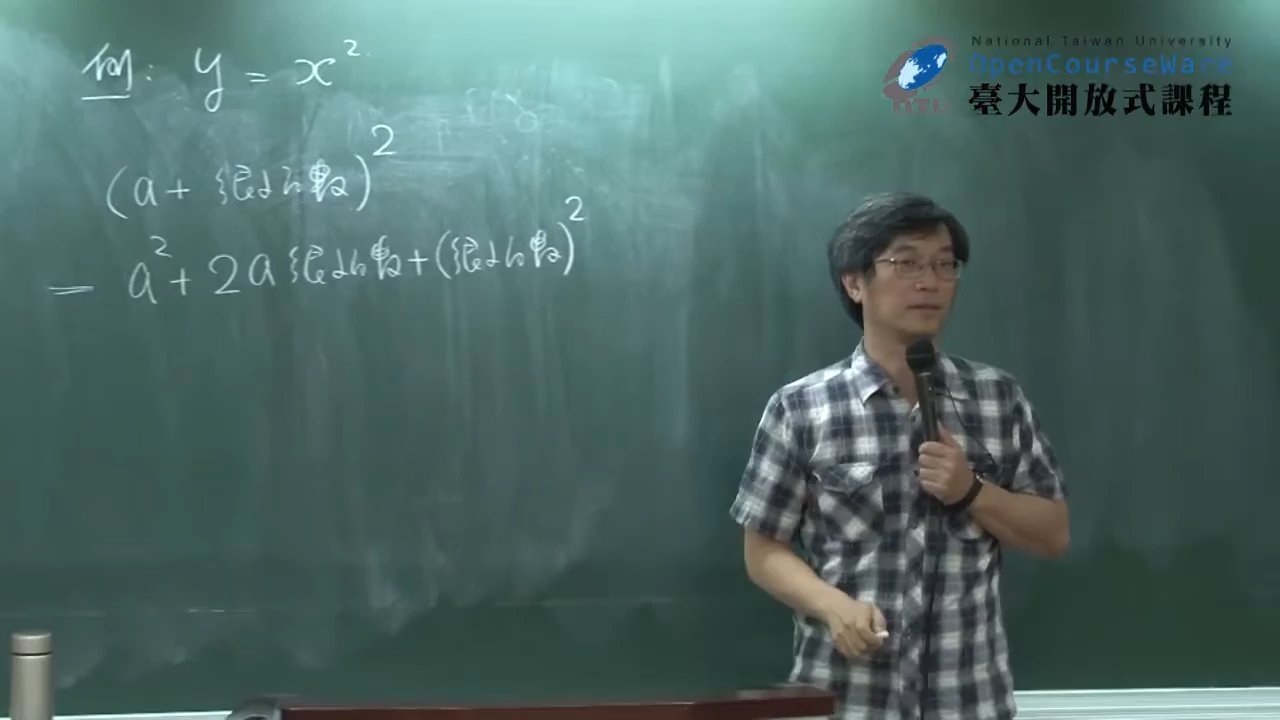 例: y = x²
(a + 很小的數)²
= a² + 2a 很小的數 + (很小的數)²
National Taiwan University
OpenCourseWare
臺大開放式課程